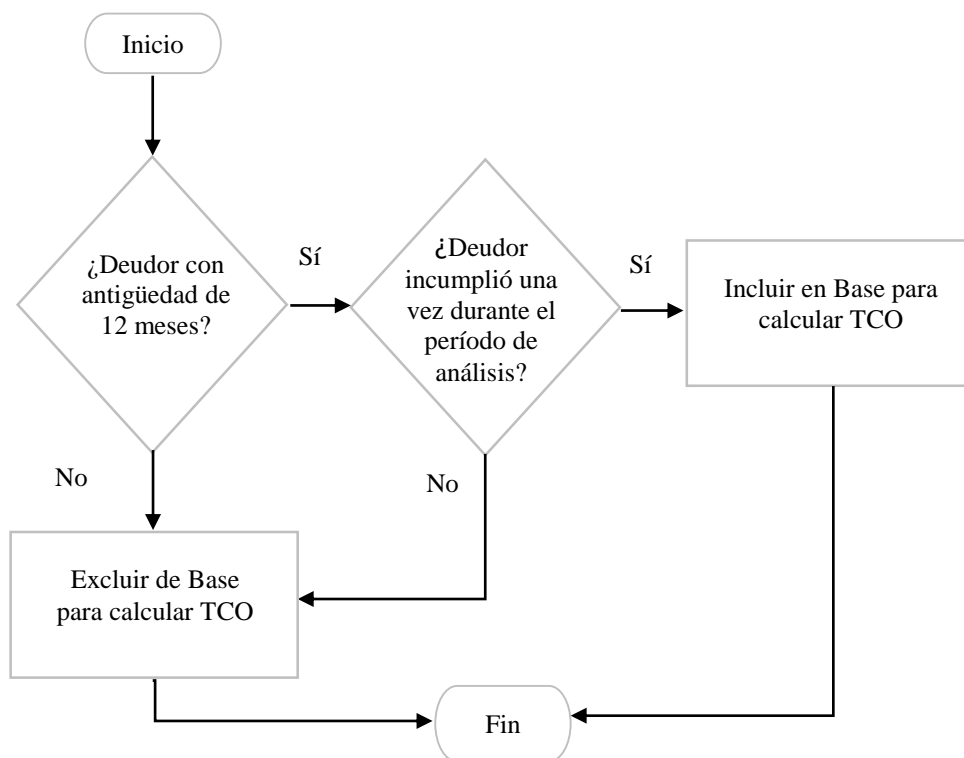 Inicio
¿Deudor con
antigüedad de
12 meses?
Sí
¿Deudor
incumplió una
vez durante el
período de
análisis?
Sí
Incluir en Base para
calcular TCO
No
No
Excluir de Base
para calcular TCO
Fin